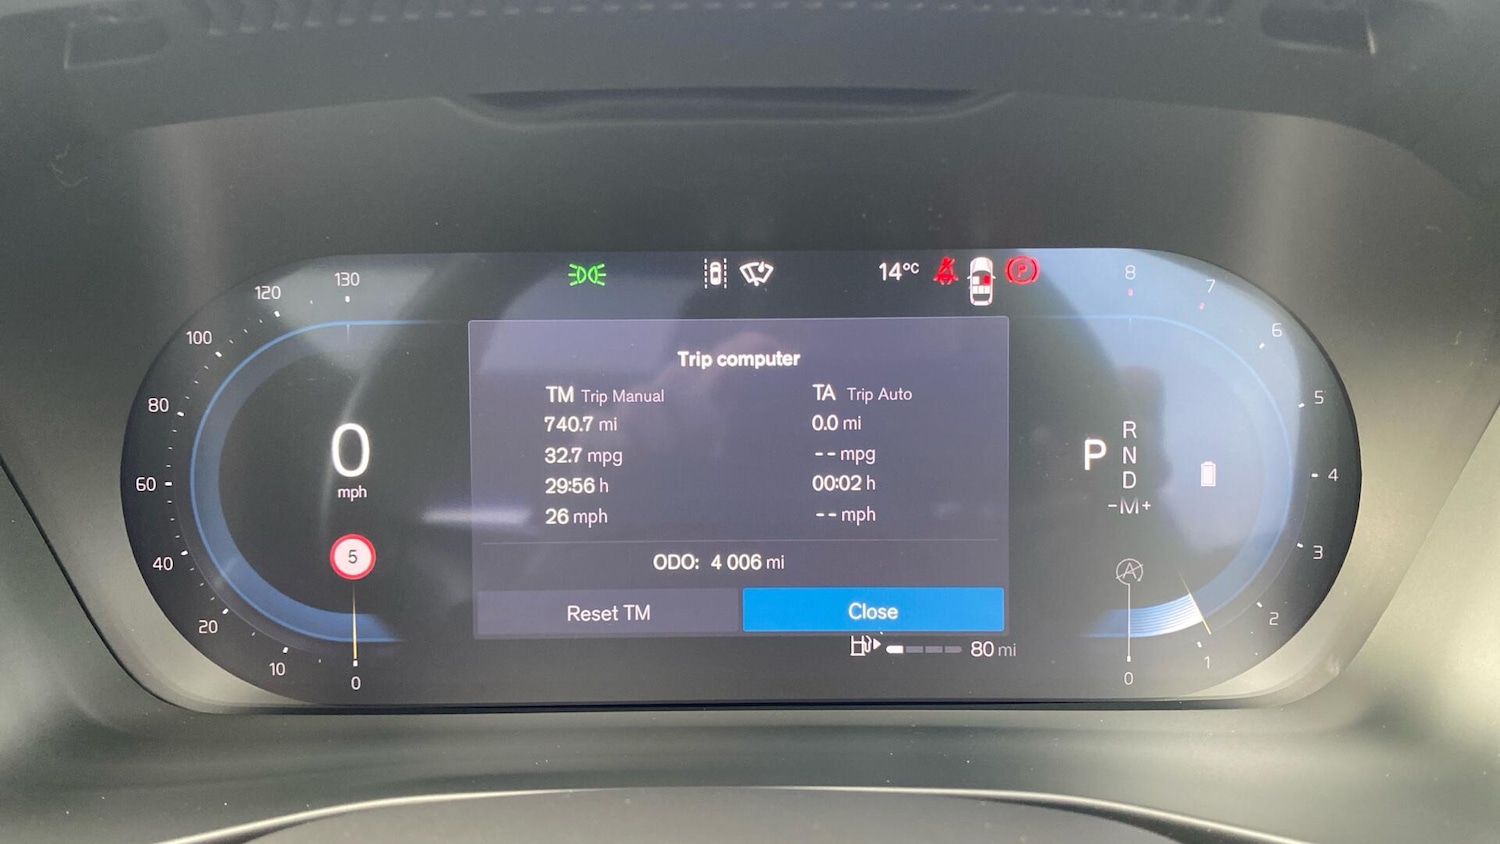 14°C
P
130
120
100
80
60
40
20
10
0
0
mph
5
Trip computer
TM Trip Manual
740.7 mi
32.7 mpg
29:56 h
26 mph
TA Trip Auto
0.0 mi
-- mpg
00:02 h
-- mph
ODO: 4 006 mi
Reset TM
Close
80 mi
P
R
N
D
-M+
A
8
7
6
5
4
3
2
1
0